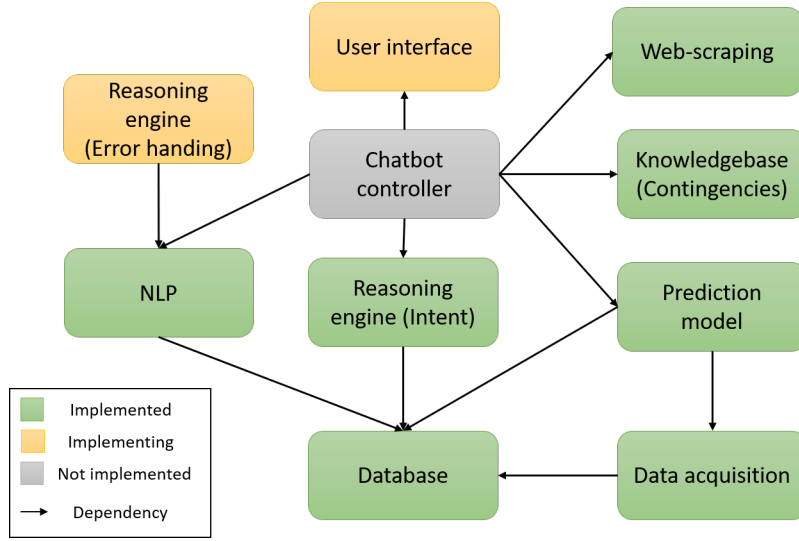 User interface
Web-scraping
Reasoning
engine
(Error handing)
Chatbot
controller
Knowledgebase
(Contingencies)
NLP
Reasoning
engine (Intent)
Prediction
model
Implemented
Implementing
Not implemented
Dependency
Database
Data acquisition